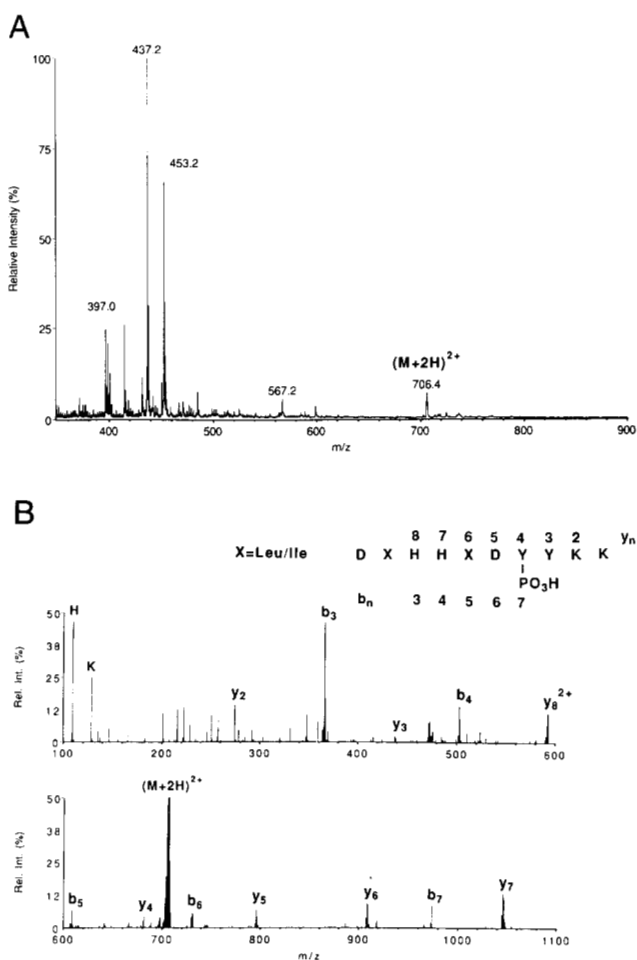 A
437.2
100
75
453.2
Relative Intensity (%)
50
397.0
25
(M+2H)2+
567.2
706.4
0
400 500 600 700 800 900
m/z
B
8 7 6 5 4 3 2 yn
X=Leu/Ile D X H H X D Y Y K K
PO3H
bn 3 4 5 6 7
H
b3
50
38
K
Rel. Int. (%)
25
y2
b4
y8 2+
12
y3
0
100 200 300 400 500 600
(M+2H)2+
50
38
Rel. Int. (%)
25
12
b5 y4 b6 y5 y6 b7 y7
0
600 700 800 900 1000 1100
m/z